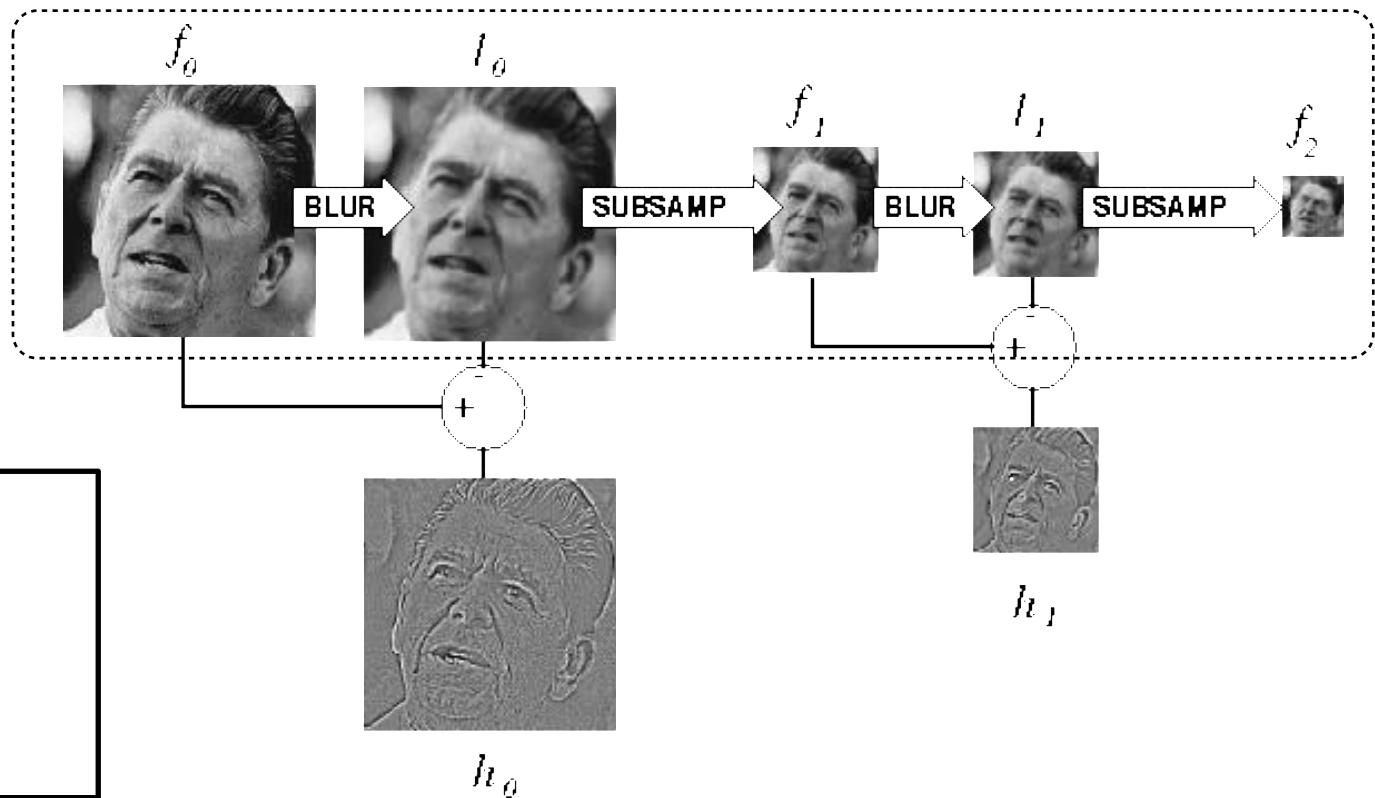 f₀ l₀
f₁ l₁ f₂
BLUR SUBSAMP BLUR SUBSAMP
-
+
-
+
h₁
h₀